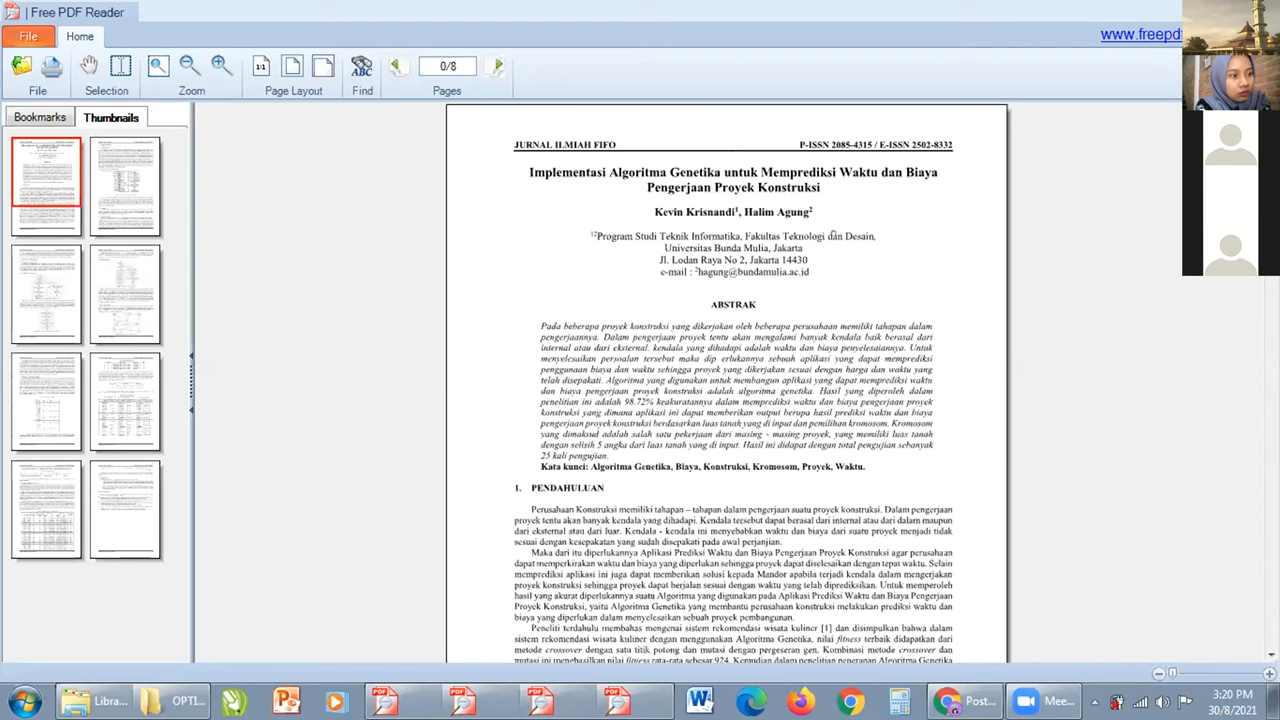 | Free PDF Reader
File
Home
www.freepdf
1/1
ABC
0/8
File
Selection
Zoom
Page Layout
Find
Pages
Bookmarks
Thumbnails
JURNAL ILMIAH FIFO
P-ISSN 2085-4315 / E-ISSN 2502-8332
Implementasi Algoritma Genetika untuk Memprediksi Waktu dan Biaya
Pengerjaan Proyek Konstruksi
Kevin Krisnandi¹, Halim Agung²
¹²Program Studi Teknik Informatika, Fakultas Teknologi dan Desain,
Universitas Bunda Mulia, Jakarta
Jl. Lodan Raya No 2, Jakarta 14430
e-mail : ²hagung@bundamulia.ac.id
ABSTRAK
Pada beberapa proyek konstruksi yang dikerjakan oleh beberapa perusahaan memiliki tahapan dalam
pengerjaannya. Dalam pengerjaan proyek tentu akan mengalami banyak kendala baik berasal dari
internal atau dari eksternal. kendala yang dihadapi adalah waktu dan biaya penyelesaiannya. Untuk
menyelesaikan persoalan tersebut maka dip erlukannya sebuah aplikasi yang dapat memprediksi
penggunaan biaya dan waktu sehingga proyek yang dikerjakan sesuai dengan harga dan waktu yang
telah disepakati. Algoritma yang digunakan untuk membangun aplikasi yang dapat memprediksi waktu
dan biaya pengerjaan proyek konstruksi adalah algoritma genetika. Hasil yang diperoleh dalam
penelitian ini adalah 98.72% keakuratannya dalam memprediksi waktu dan biaya pengerjaan proyek
konstruksi yang dimana aplikasi ini dapat memberikan output berupa hasil prediksi waktu dan biaya
pengerjaan proyek konstruksi berdasarkan luas tanah yang di input dan pemilihan kromosom. Kromosom
yang dimaksud adalah salah satu pekerjaan dari masing - masing proyek, yang memiliki luas tanah
dengan selisih 5 angka dari luas tanah yang di input. Hasil ini didapat dengan total pengujian sebanyak
25 kali pengujian.
Kata kunci: Algoritma Genetika, Biaya, Konstruksi, Kromosom, Proyek, Waktu.
1. PENDAHULUAN
Perusahaan Konstruksi memiliki tahapan – tahapan dalam pengerjaan suatu proyek konstruksi. Dalam pengerjaan
proyek tentu akan banyak kendala yang dihadapi. Kendala tersebut dapat berasal dari internal atau dari dalam maupun
dari eksternal atau dari luar. Kendala - kendala ini menyebabkan waktu dan biaya dari suatu proyek menjadi tidak
sesuai dengan kesepakatan yang sudah disepakati pada awal perjanjian.
Maka dari itu diperlukannya Aplikasi Prediksi Waktu dan Biaya Pengerjaan Proyek Konstruksi agar perusahaan
dapat memperkirakan waktu dan biaya yang diperlukan sehingga proyek dapat diselesaikan dengan tepat waktu. Selain
memprediksi aplikasi ini juga dapat memberikan solusi kepada Mandor apabila terjadi kendala dalam mengerjakan
proyek konstruksi sehingga proyek dapat berjalan sesuai dengan waktu yang telah diprediksikan. Untuk memperoleh
hasil yang akurat diperlukannya suatu Algoritma yang digunakan pada Aplikasi Prediksi Waktu dan Biaya Pengerjaan
Proyek Konstruksi, yaitu Algoritma Genetika yang membantu perusahaan konstruksi melakukan prediksi waktu dan
biaya yang diperlukan dalam menyelesaikan sebuah proyek pembangunan.
Peneliti terdahulu membahas mengenai sistem rekomendasi wisata kuliner [1] dan disimpulkan bahwa dalam
sistem rekomendasi wisata kuliner dengan menggunakan Algoritma Genetika, nilai fitness terbaik didapatkan dari
metode crossover dengan satu titik potong dan mutasi dengan pergeseran gen. Kombinasi metode crossover dan
mutasi ini menghasilkan nilai fitness rata-rata sebesar 924. Kemudian dalam penelitian penerapan Algoritma Genetika
Libra...
OPTI...
Post...
Mee...
3:20 PM
30/8/2021